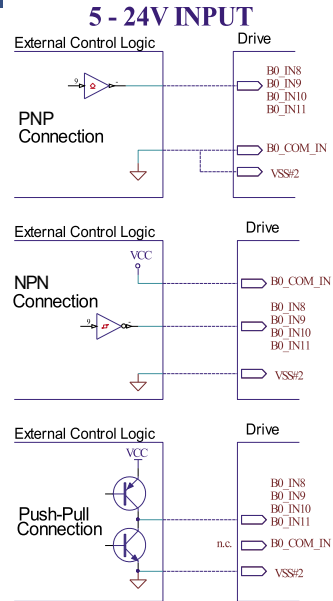 5 - 24V INPUT
External Control Logic
Drive
9
B0_IN8
B0_IN9
B0_IN10
B0_IN11
PNP
Connection
B0_COM_IN
VSS#2
External Control Logic
Drive
VCC
NPN
Connection
B0_COM_IN
9
B0_IN8
B0_IN9
B0_IN10
B0_IN11
VSS#2
External Control Logic
Drive
VCC
Push-Pull
Connection
B0_IN8
B0_IN9
B0_IN10
B0_IN11
n.c.
B0_COM_IN
VSS#2